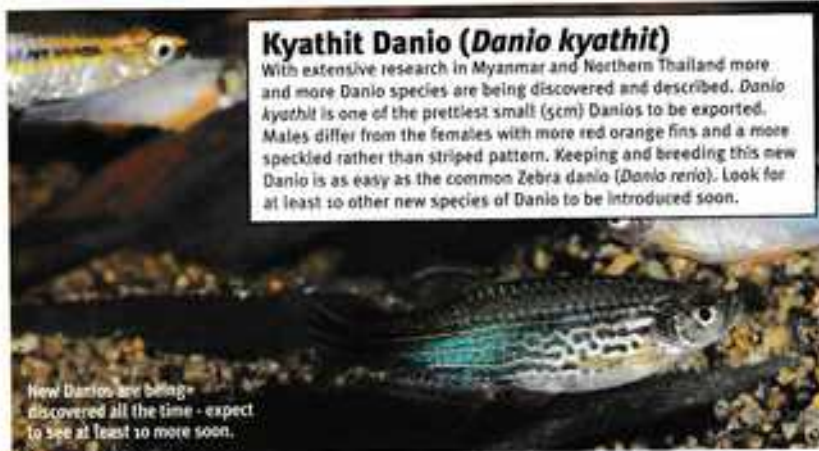 Kyathit Danio (Danio kyathit)
With extensive research in Myanmar and Northern Thailand more
and more Danio species are being discovered and described. Danio
kyathit is one of the prettiest small (5cm) Danios to be exported.
Males differ from the females with more red orange fins and a more
speckled rather than striped pattern. Keeping and breeding this new
Danio is as easy as the common Zebra danio (Danio rerio). Look for
at least 10 other new species of Danio to be introduced soon.
New Danios are being
discovered all the time - expect
to see at least 10 more soon.